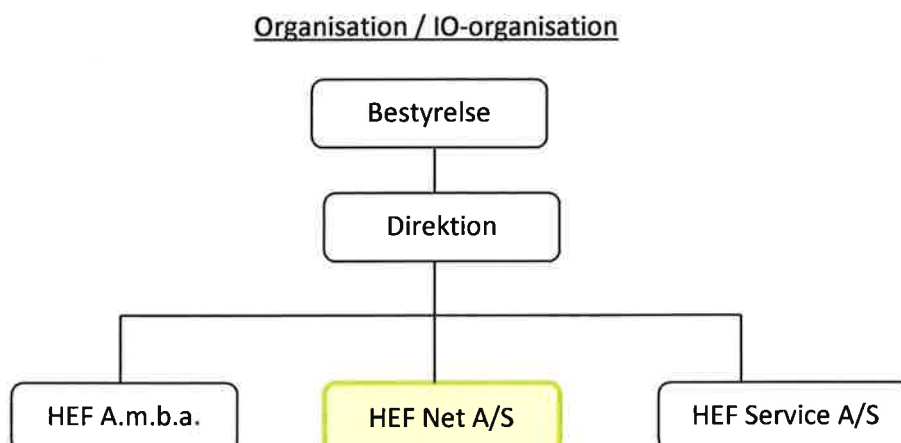 Organisation / IO-organisation
Bestyrelse
Direktion
HEF A.m.b.a.
HEF Net A/S
HEF Service A/S